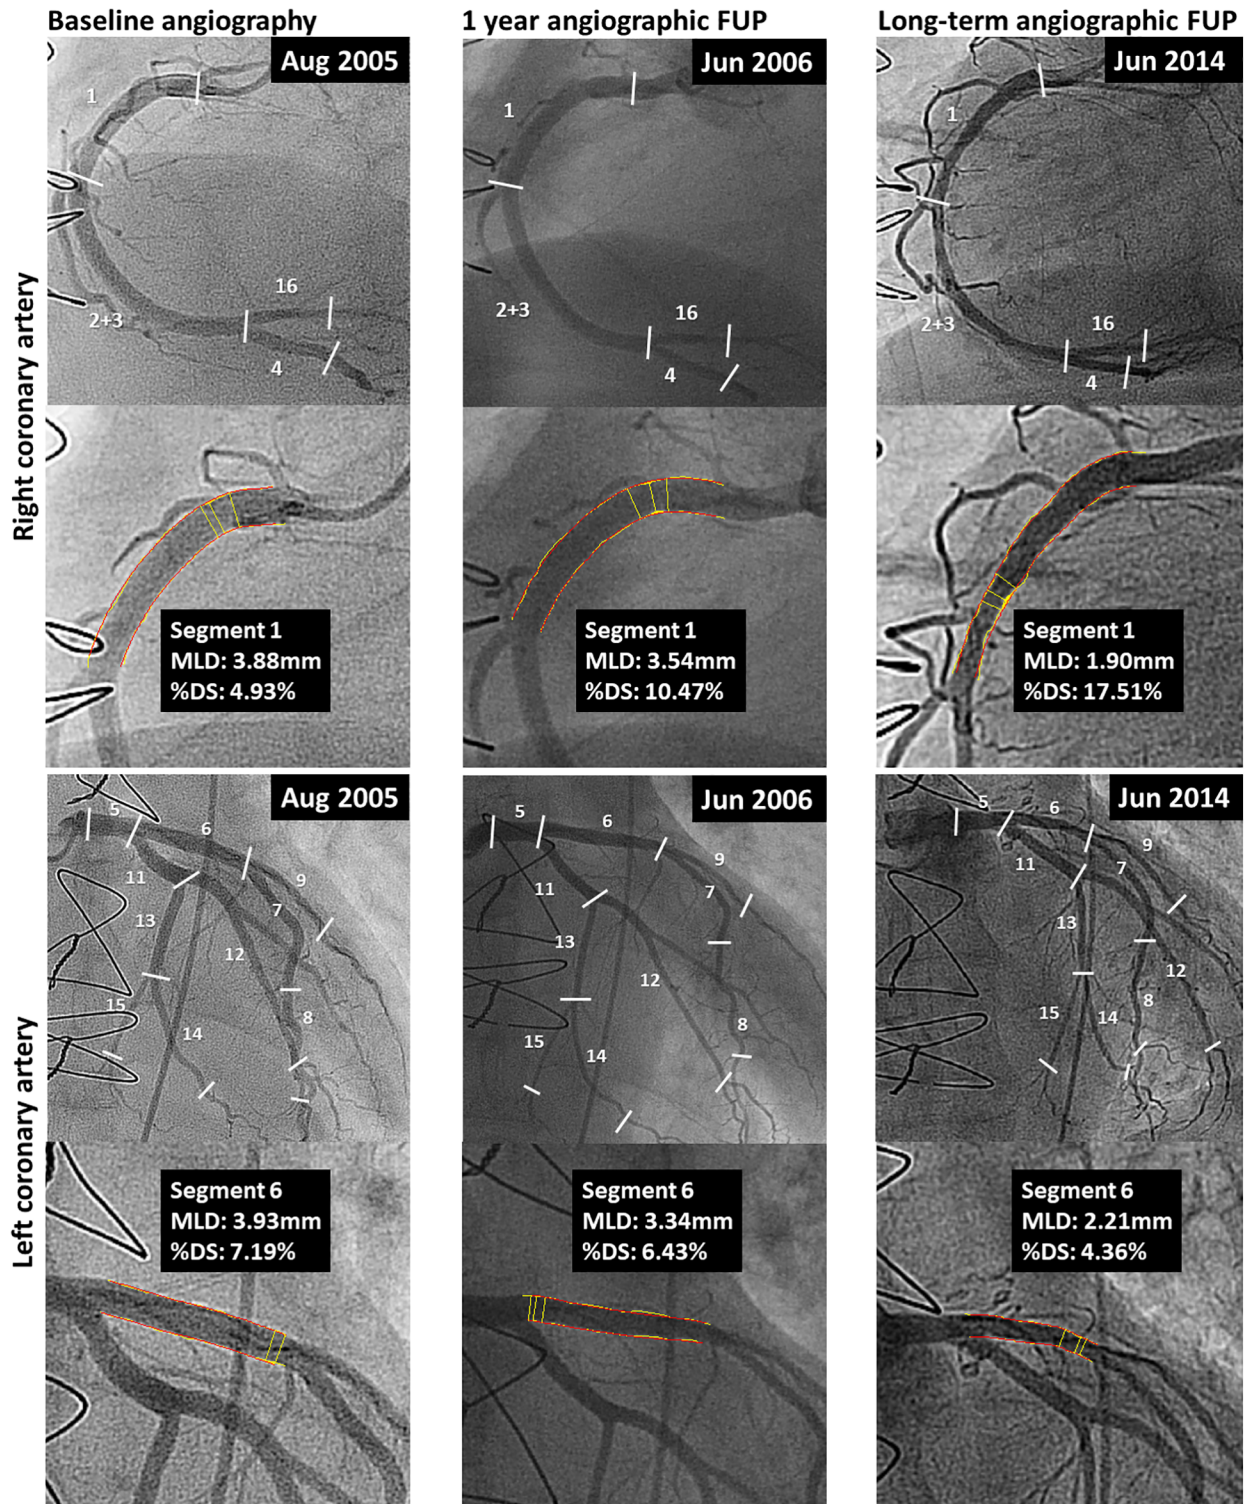 Baseline angiography
1 year angiographic FUP
Long-term angiographic FUP
Right coronary artery
Aug 2005
1
2+3
16
4
Jun 2006
1
2+3
16
4
Jun 2014
1
2+3
16
4
Segment 1
MLD: 3.88mm
%DS: 4.93%
Segment 1
MLD: 3.54mm
%DS: 10.47%
Segment 1
MLD: 1.90mm
%DS: 17.51%
Left coronary artery
Aug 2005
5
6
9
11
7
13
12
15
8
14
Jun 2006
5
6
9
11
7
13
12
8
15
14
Jun 2014
5
6
9
11
7
13
12
8
15
14
Segment 6
MLD: 3.93mm
%DS: 7.19%
Segment 6
MLD: 3.34mm
%DS: 6.43%
Segment 6
MLD: 2.21mm
%DS: 4.36%